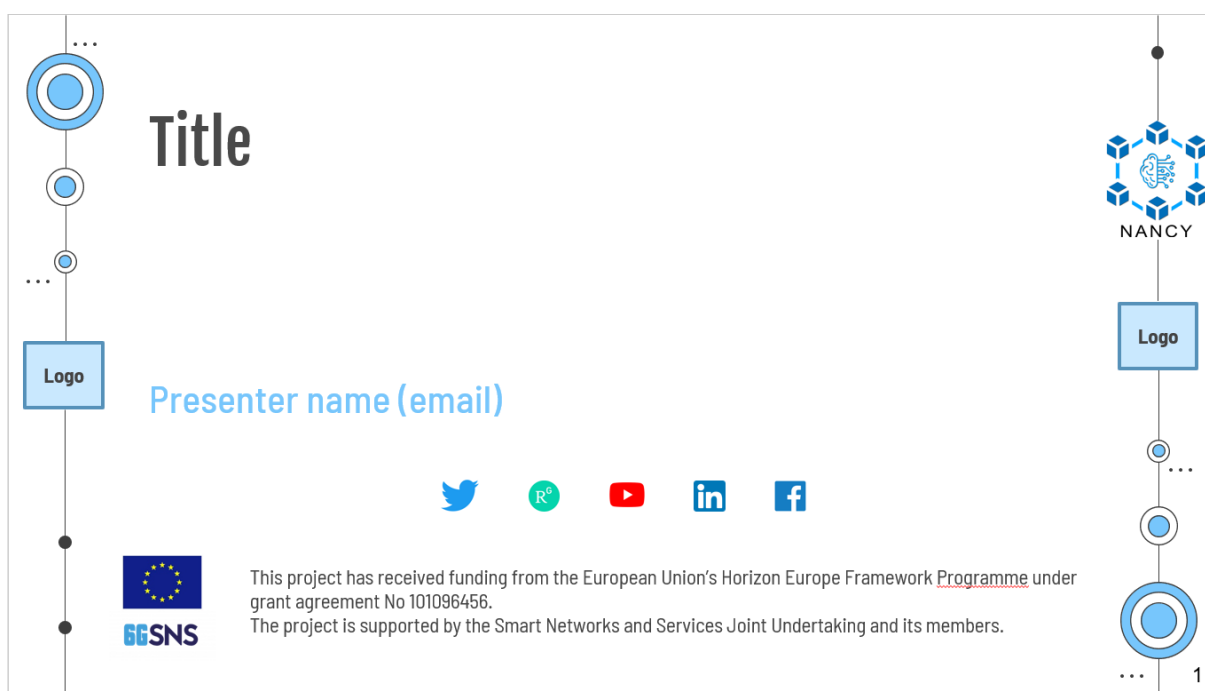 Title
NANCY
Logo
Logo
Presenter name (email)
R^G
in
f
This project has received funding from the European Union's Horizon Europe Framework Programme under
grant agreement No 101096456.
The project is supported by the Smart Networks and Services Joint Undertaking and its members.
6GSNS
1